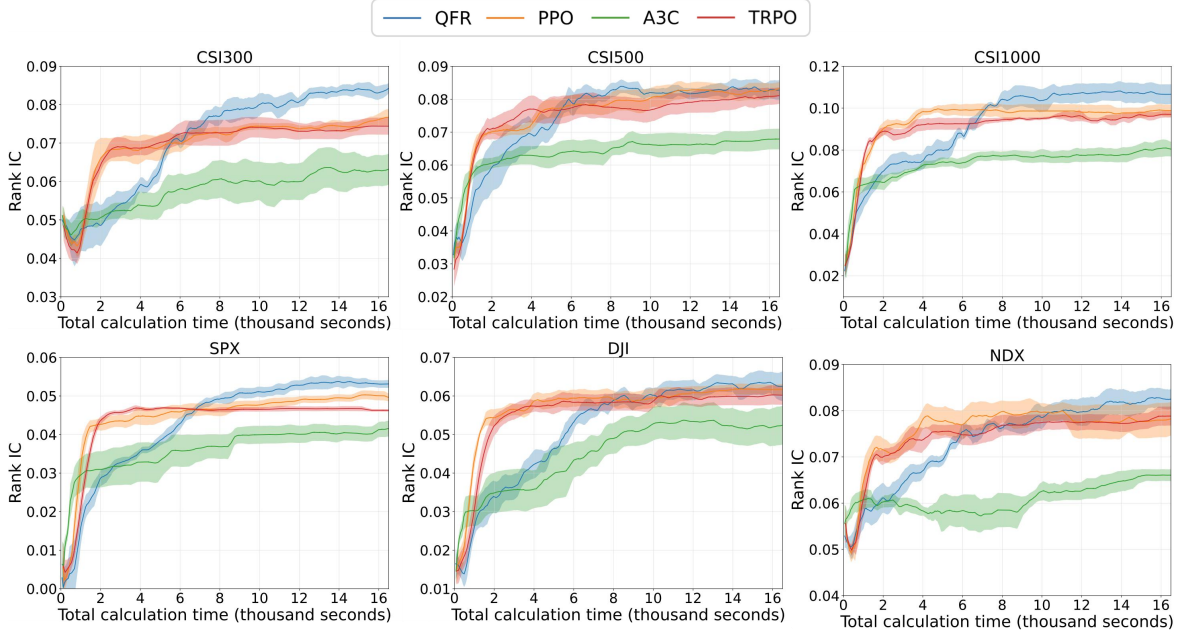 QFR PPO A3C TRPO
CSI300
0.09
0.08
0.07
0.06
0.05
0.04
0.03
Rank IC
0 2 4 6 8 10 12 14 16
Total calculation time (thousand seconds)
CSI500
0.09
0.08
0.07
0.06
0.05
0.04
0.03
0.02
Rank IC
0 2 4 6 8 10 12 14 16
Total calculation time (thousand seconds)
CSI1000
0.12
0.10
0.08
0.06
0.04
0.02
Rank IC
0 2 4 6 8 10 12 14 16
Total calculation time (thousand seconds)
SPX
0.06
0.05
0.04
0.03
0.02
0.01
0.00
Rank IC
0 2 4 6 8 10 12 14 16
Total calculation time (thousand seconds)
DJI
0.07
0.06
0.05
0.04
0.03
0.02
0.01
Rank IC
0 2 4 6 8 10 12 14 16
Total calculation time (thousand seconds)
NDX
0.09
0.08
0.07
0.06
0.05
0.04
Rank IC
0 2 4 6 8 10 12 14 16
Total calculation time (thousand seconds)